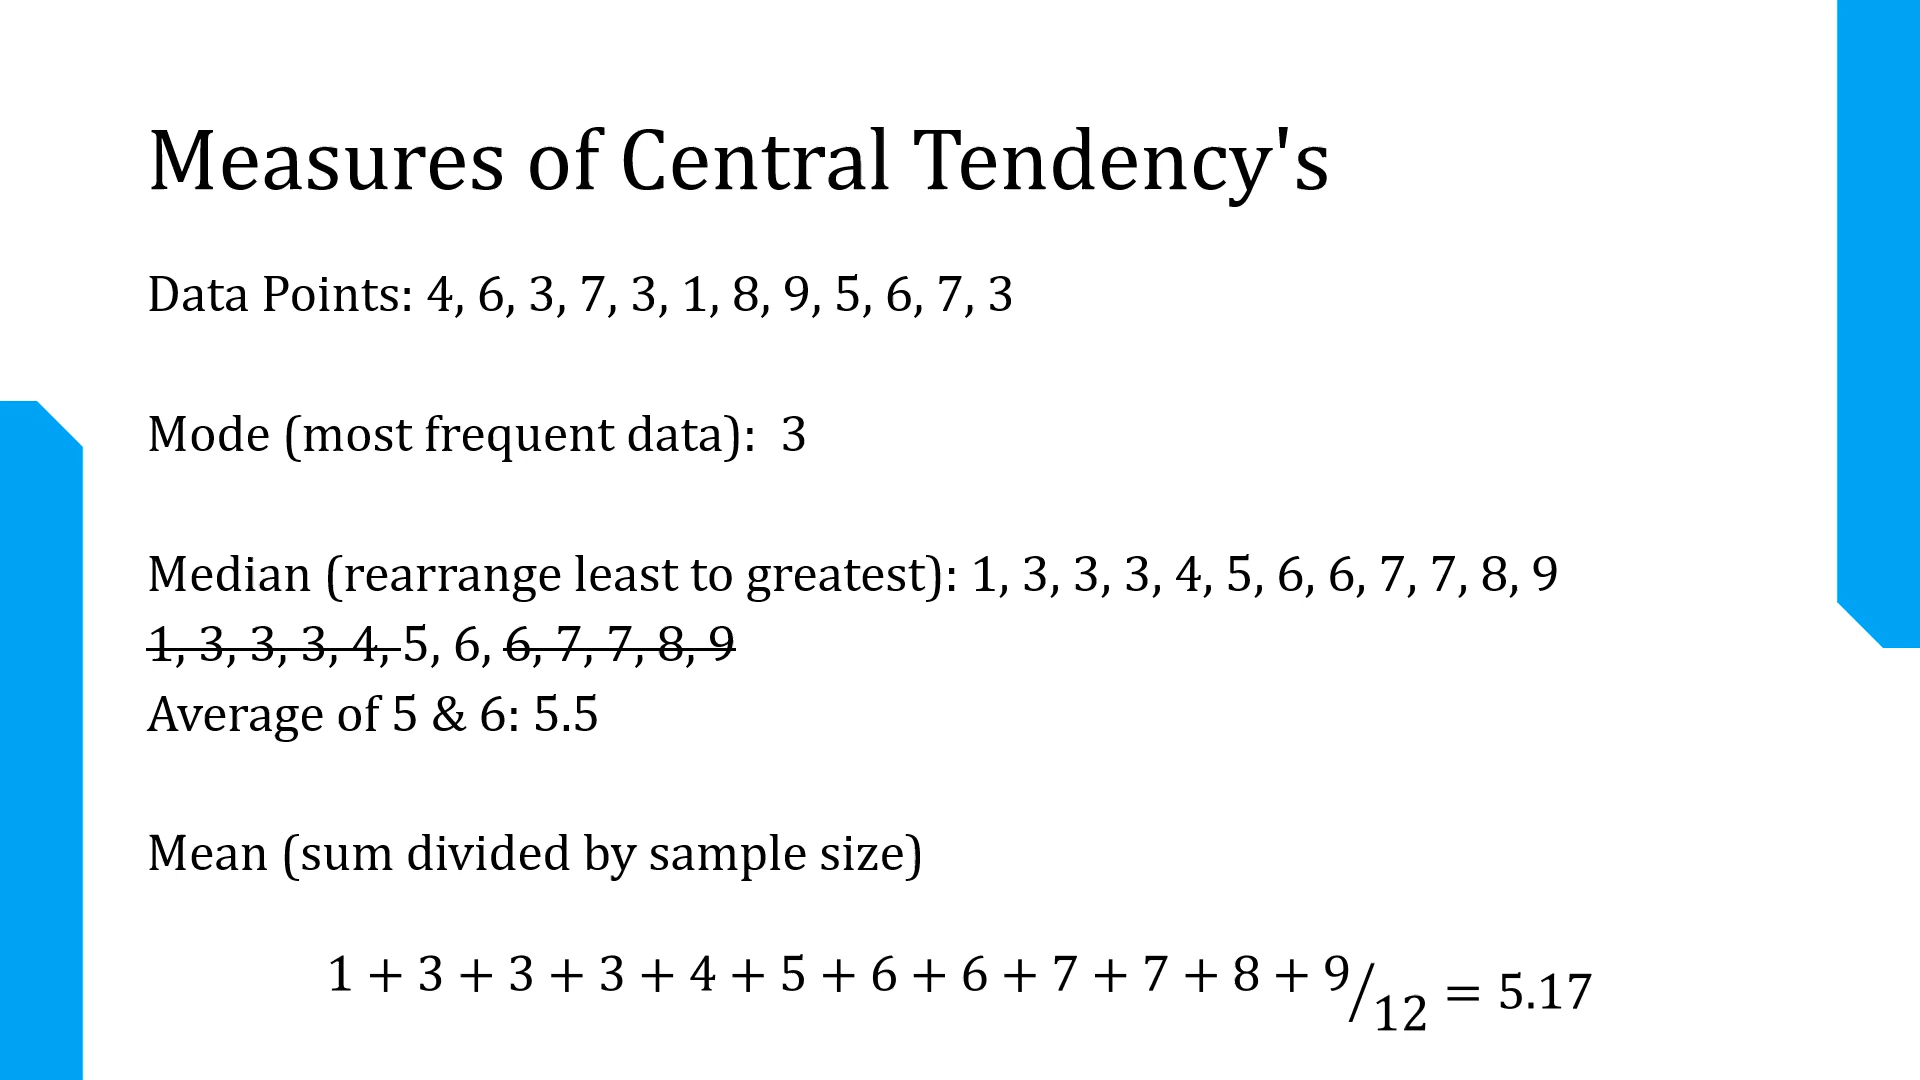 Measures of Central Tendency's
Data Points: 4, 6, 3, 7, 3, 1, 8, 9, 5, 6, 7, 3
Mode (most frequent data):  3
Median (rearrange least to greatest): 1, 3, 3, 3, 4, 5, 6, 6, 7, 7, 8, 9
1, 3, 3, 3, 4, 5, 6, 6, 7, 7, 8, 9
Average of 5 & 6: 5.5
Mean (sum divided by sample size)
1 + 3 + 3 + 3 + 4 + 5 + 6 + 6 + 7 + 7 + 8 + 9/12 = 5.17